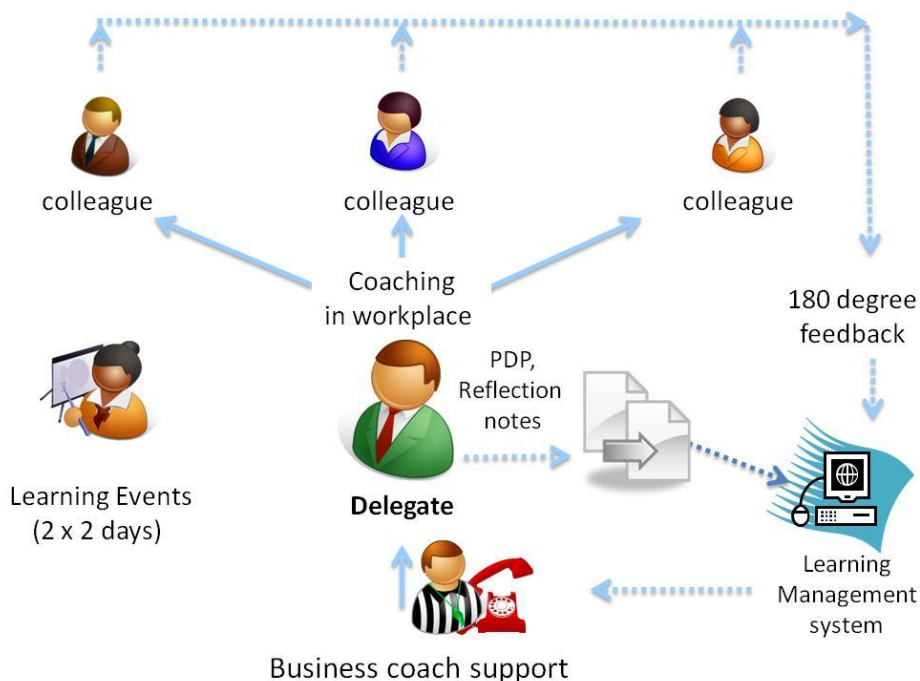 colleague
colleague
colleague
Coaching
in workplace
180 degree
feedback
PDP,
Reflection
notes
Learning Events
(2 x 2 days)
Delegate
Learning
Management
system
Business coach support